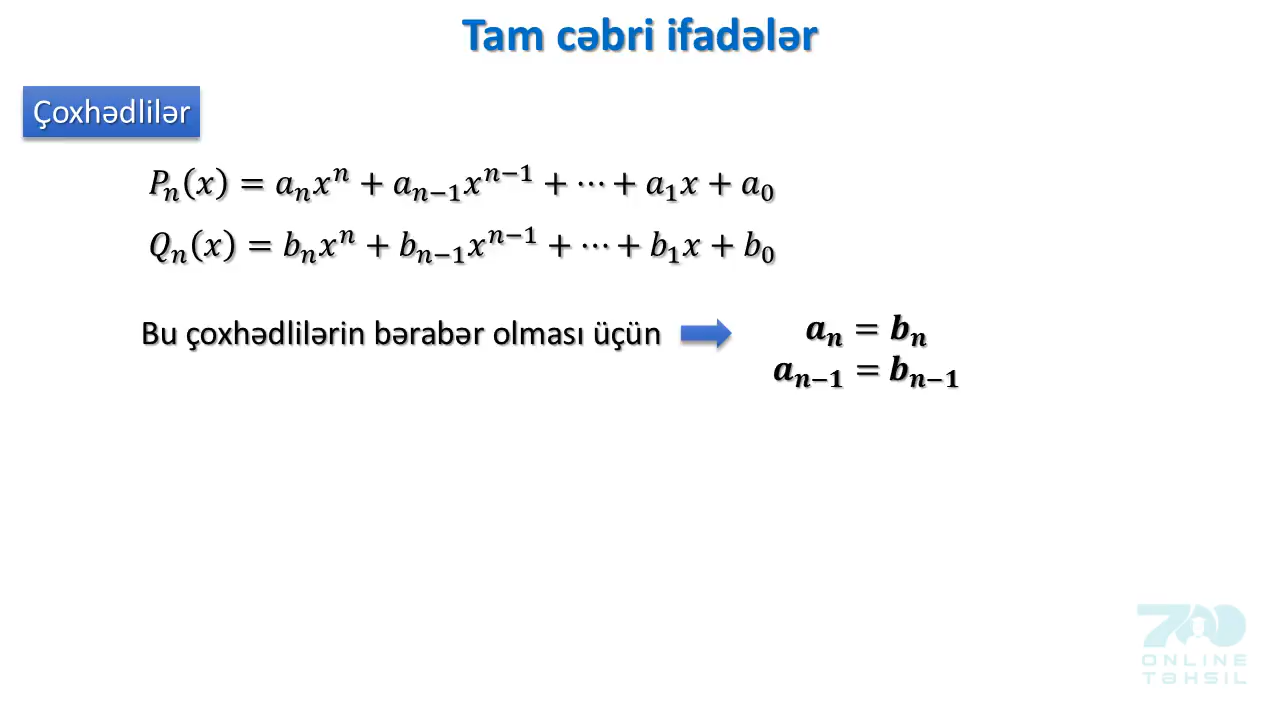 Tam cəbri ifadələr
Çoxhədlilər
𝑃ₙ(𝑥) = 𝑎ₙ𝑥ⁿ + 𝑎ₙ₋₁𝑥ⁿ⁻¹ + ⋯ + 𝑎₁𝑥 + 𝑎₀
𝑄ₙ(𝑥) = 𝑏ₙ𝑥ⁿ + 𝑏ₙ₋₁𝑥ⁿ⁻¹ + ⋯ + 𝑏₁𝑥 + 𝑏₀
Bu çoxhədlilərin bərabər olması üçün
𝒂ₙ = 𝒃ₙ
𝒂ₙ₋₁ = 𝒃ₙ₋₁
700
ONLINE
TƏHSİL